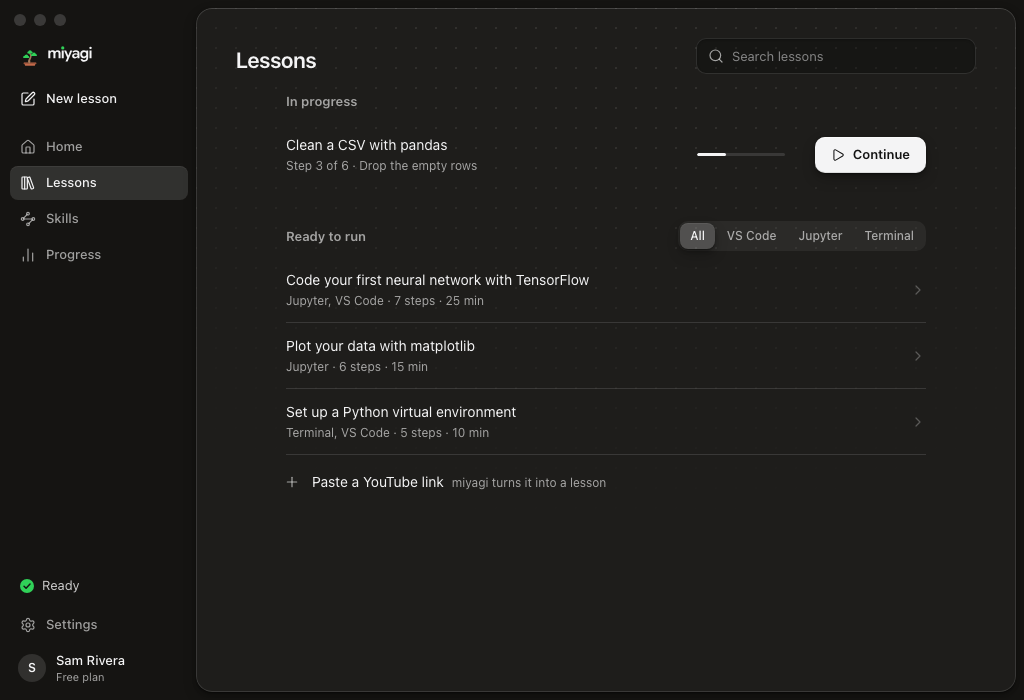 miyagi
New lesson
Home
Lessons
Skills
Progress
Ready
Settings
S
Sam Rivera
Free plan
Lessons
Search lessons
In progress
Clean a CSV with pandas
Step 3 of 6 · Drop the empty rows
Continue
Ready to run
All
VS Code
Jupyter
Terminal
Code your first neural network with TensorFlow
Jupyter, VS Code · 7 steps · 25 min
Plot your data with matplotlib
Jupyter · 6 steps · 15 min
Set up a Python virtual environment
Terminal, VS Code · 5 steps · 10 min
Paste a YouTube link miyagi turns it into a lesson